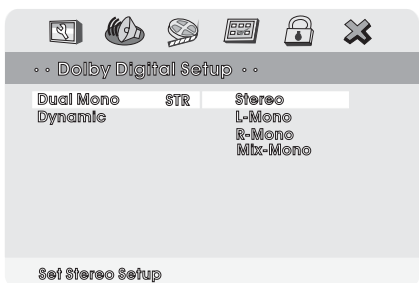 •• Dolby Digital Setup ••
Dual Mono STR Stereo
Dynamic L-Mono
R-Mono
Mix-Mono
Set Stereo Setup